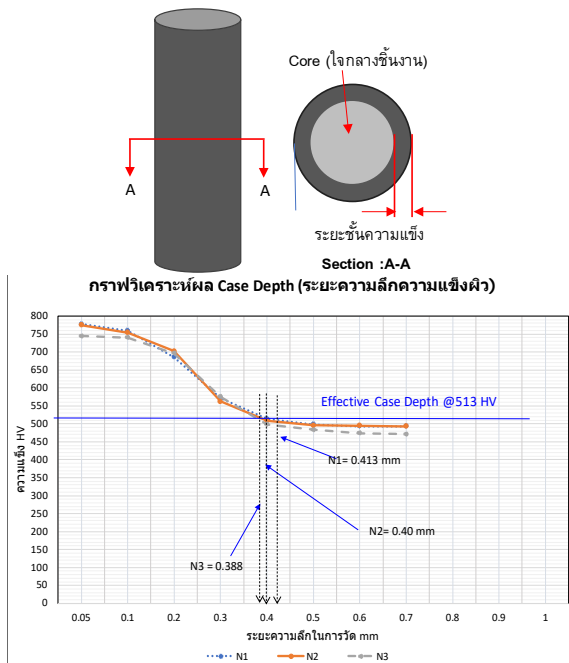 Core (ใจกลางชิ้นงาน)
A
A
ระยะชั้นความแข็ง
Section :A-A
กราฟวิเคราะห์ผล Case Depth (ระยะความลึกความแข็งผิว)
ความแข็ง HV
800
750
700
650
600
550
500
450
400
350
300
250
200
150
100
50
0
Effective Case Depth @513 HV
N1= 0.413 mm
N2= 0.40 mm
N3 = 0.388
0.05 0.1 0.2 0.3 0.4 0.5 0.6 0.7 0.8 0.9 1
ระยะความลึกในการวัด mm
N1 N2 N3